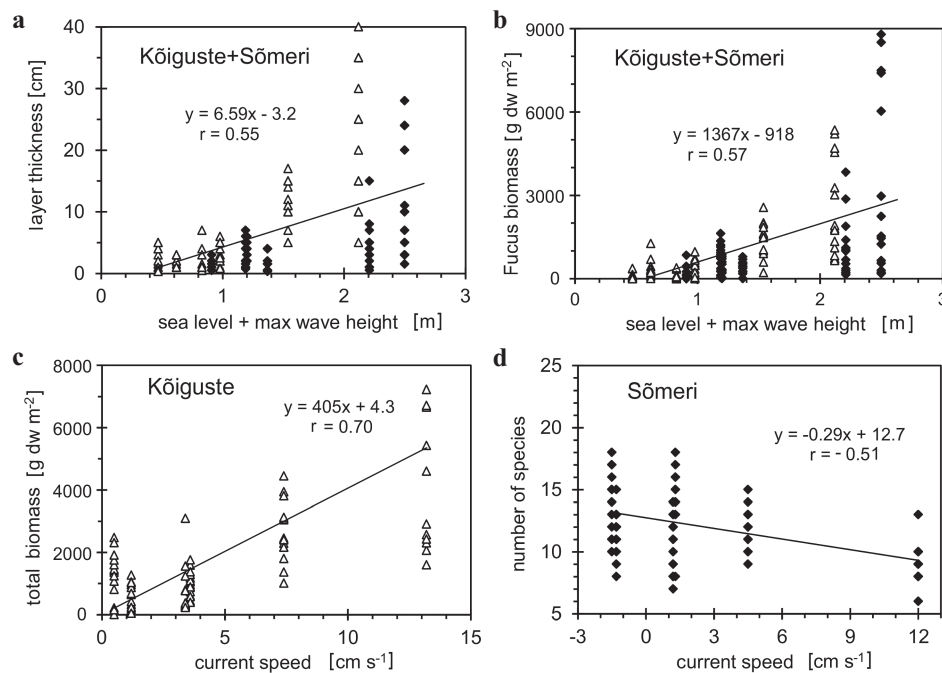 a
layer thickness [cm]
40
30
20
10
0
Kõiguste+Sõmeri
y = 6.59x - 3.2
r = 0.55
0 1 2 3
sea level + max wave height [m]
b
Fucus biomass [g dw m-2]
9000
6000
3000
0
Kõiguste+Sõmeri
y = 1367x - 918
r = 0.57
0 1 2 3
sea level + max wave height [m]
c
total biomass [g dw m-2]
8000
6000
4000
2000
0
Kõiguste
y = 405x + 4.3
r = 0.70
0 5 10 15
current speed [cm s-1]
d
number of species
25
20
15
10
5
Sõmeri
y = -0.29x + 12.7
r = - 0.51
-3 0 3 6 9 12
current speed [cm s-1]